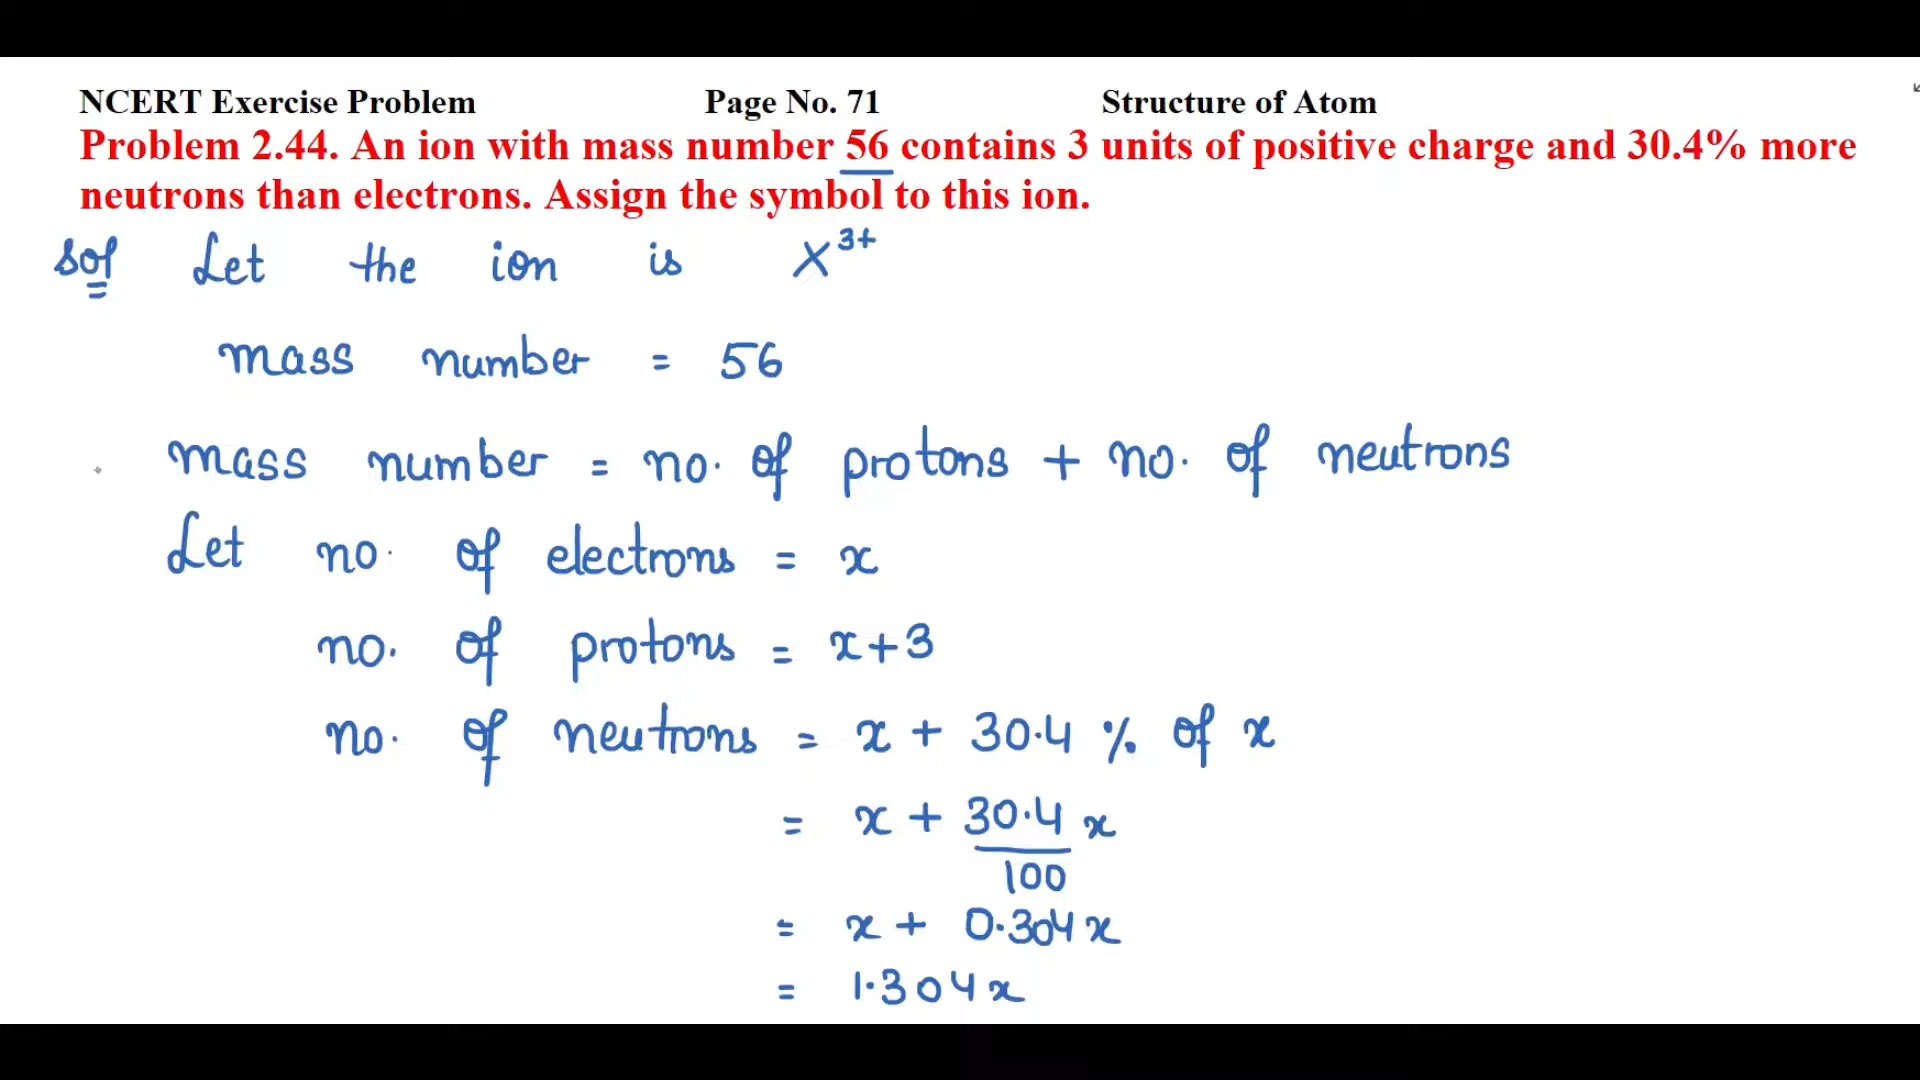 NCERT Exercise Problem Page No. 71 Structure of Atom
Problem 2.44. An ion with mass number 56 contains 3 units of positive charge and 30.4% more
neutrons than electrons. Assign the symbol to this ion.
Sol Let the ion is X³⁺
mass number = 56
mass number = no. of protons + no. of neutrons
Let no. of electrons = x
no. of protons = x+3
no. of neutrons = x + 30.4 % of x
= x + 30.4/100 x
= x + 0.304x
= 1.304x